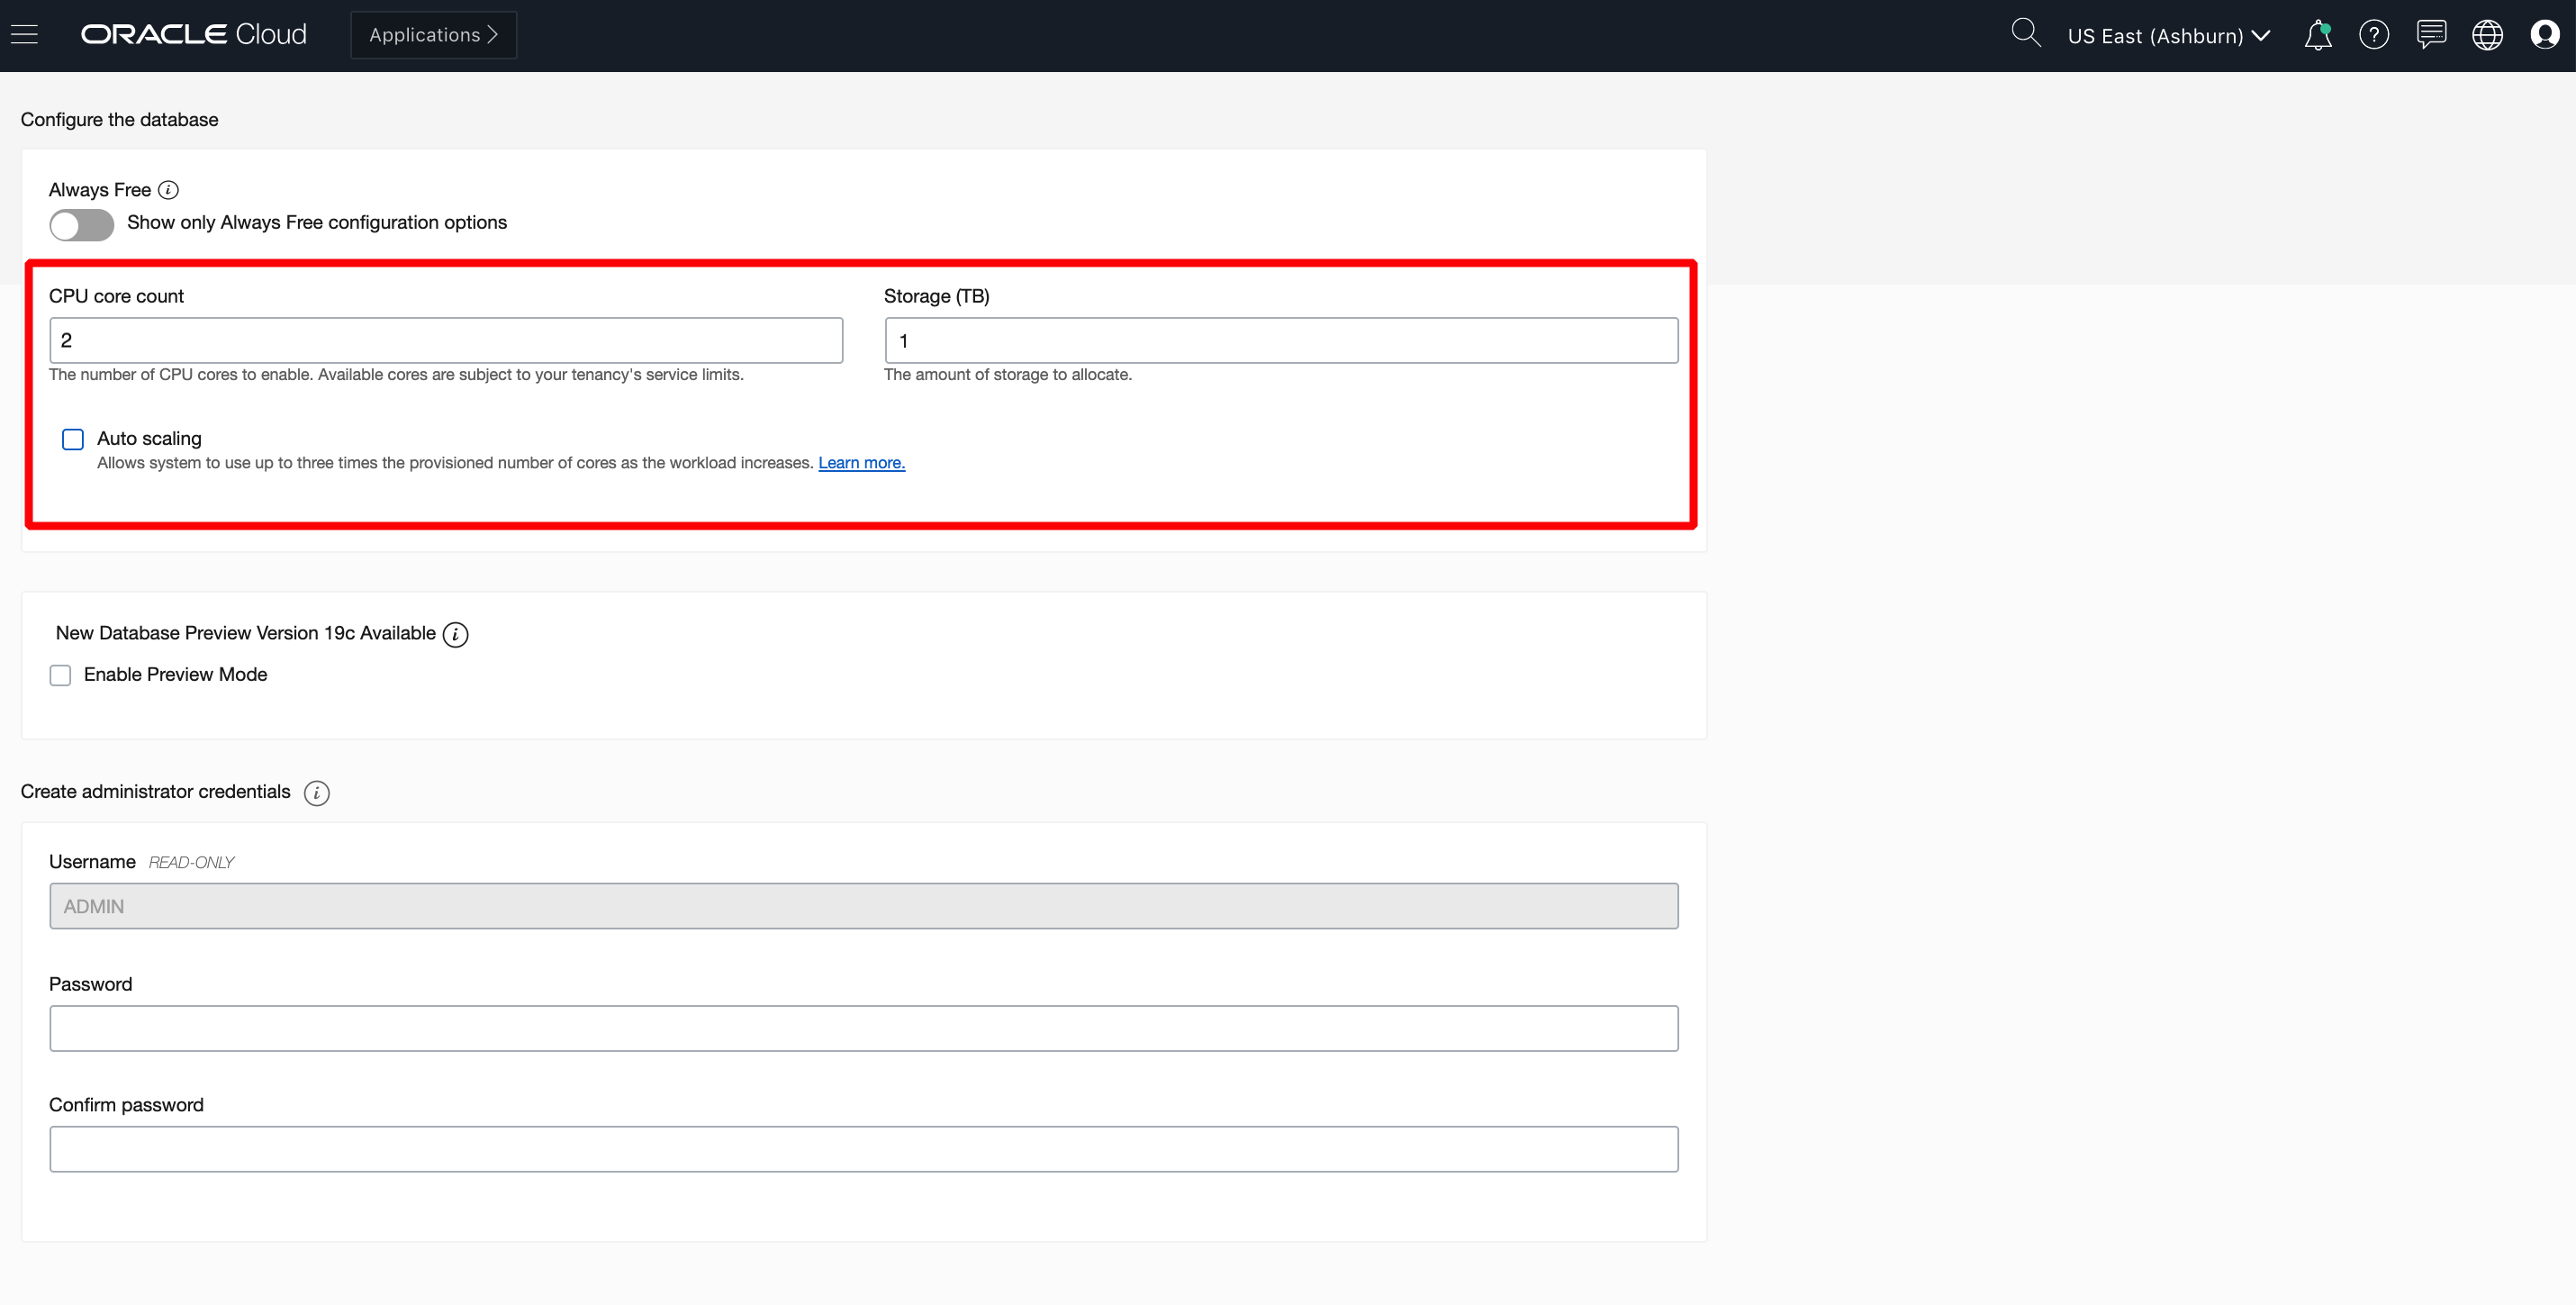 ORACLE Cloud
Applications
US East (Ashburn)
Configure the database
Always Free
Show only Always Free configuration options
CPU core count
2
The number of CPU cores to enable. Available cores are subject to your tenancy's service limits.
Storage (TB)
1
The amount of storage to allocate.
Auto scaling
Allows system to use up to three times the provisioned number of cores as the workload increases. Learn more.
New Database Preview Version 19c Available
Enable Preview Mode
Create administrator credentials
Username READ-ONLY
ADMIN
Password
Confirm password